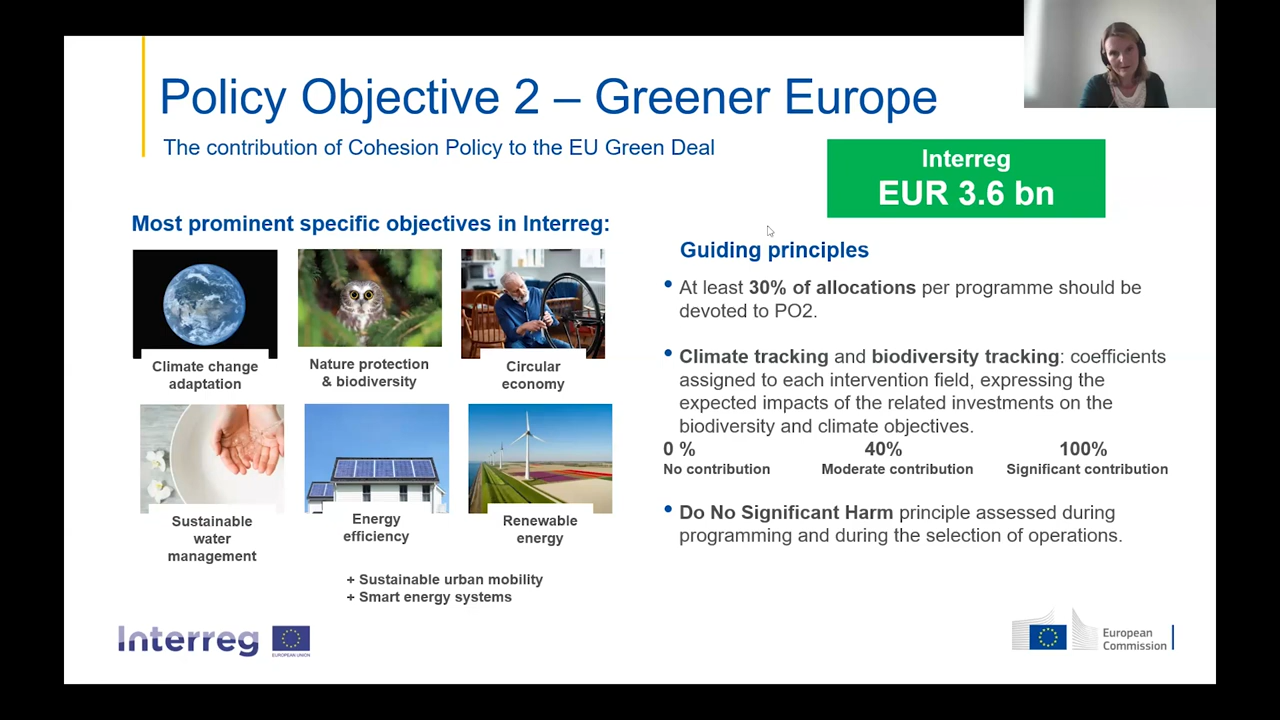 Policy Objective 2 – Greener Europe
The contribution of Cohesion Policy to the EU Green Deal
Interreg
EUR 3.6 bn
Most prominent specific objectives in Interreg:
Climate change
adaptation
Nature protection
& biodiversity
Circular
economy
Sustainable
water
management
Energy
efficiency
Renewable
energy
+ Sustainable urban mobility
+ Smart energy systems
Guiding principles
• At least 30% of allocations per programme should be
devoted to PO2.
• Climate tracking and biodiversity tracking: coefficients
assigned to each intervention field, expressing the
expected impacts of the related investments on the
biodiversity and climate objectives.
0 % 40% 100%
No contribution Moderate contribution Significant contribution
• Do No Significant Harm principle assessed during
programming and during the selection of operations.
Interreg
EUROPEAN UNION
European
Commission